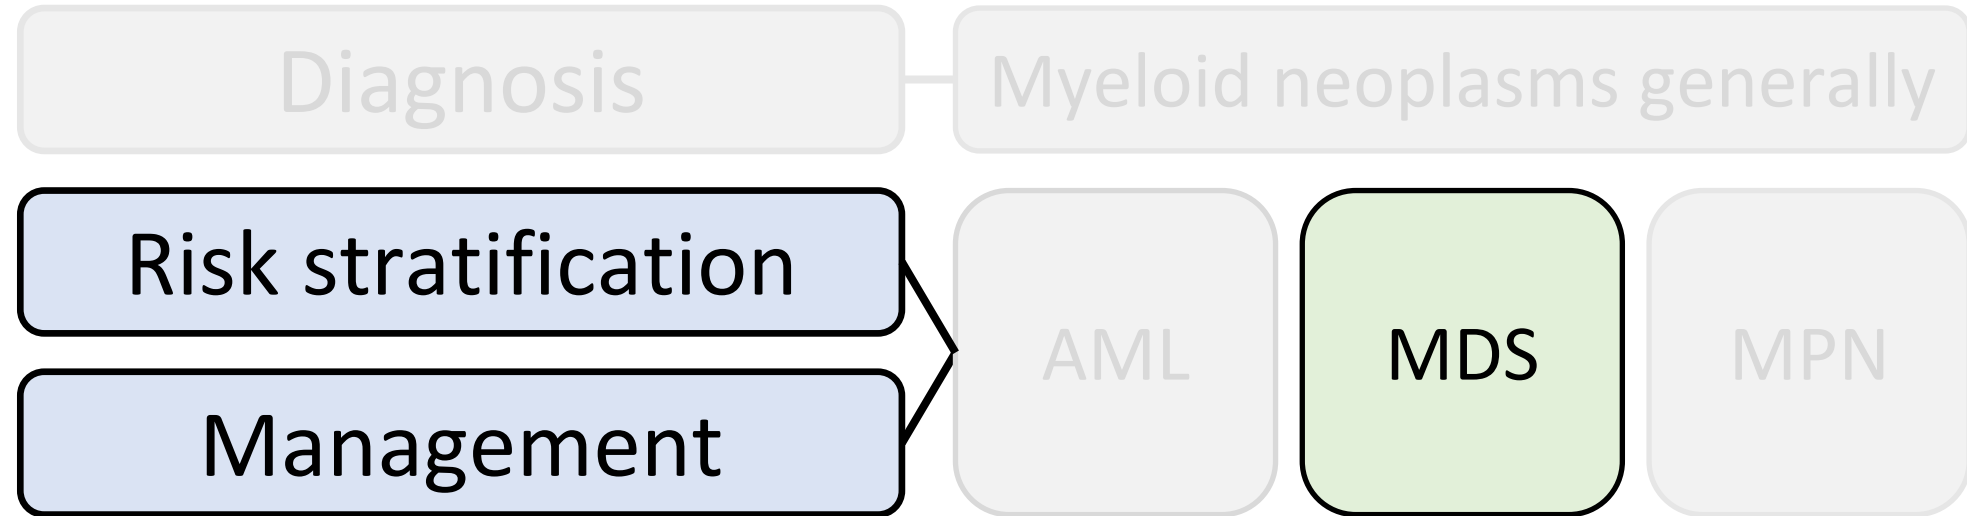 Diagnosis
Myeloid neoplasms generally
Risk stratification
Management
AML
MDS
MPN